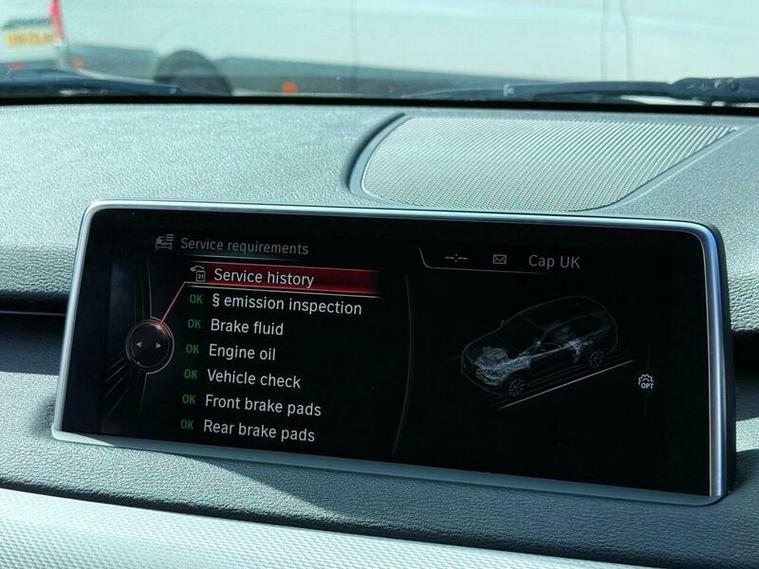 Service requirements
--:-- Cap UK
31 Service history
OK § emission inspection
OK Brake fluid
OK Engine oil
OK Vehicle check
OK Front brake pads
OK Rear brake pads
OPT